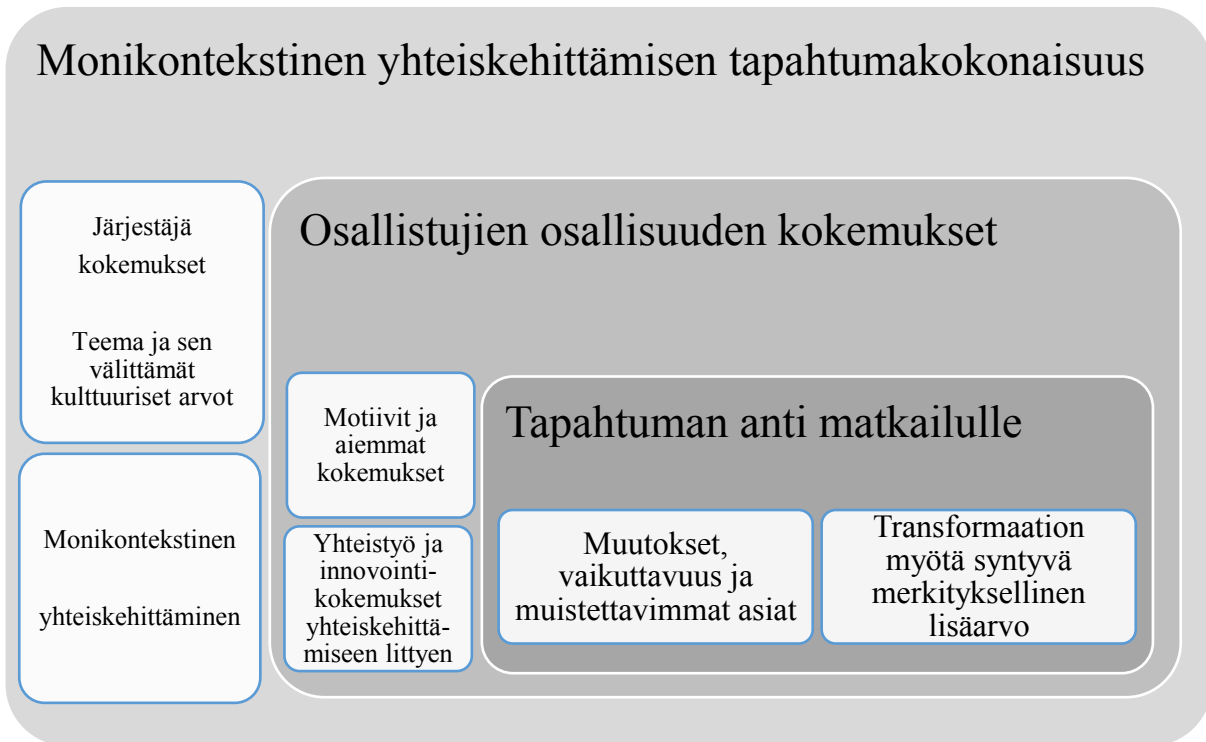 Monikontekstinen yhteiskehittämisen tapahtumakokonaisuus
Järjestäjä
kokemukset
Teema ja sen
välittämät
kulttuuriset arvot
Monikontekstinen
yhteiskehittäminen
Osallistujien osallisuuden kokemukset
Motiivit ja
aiemmat
kokemukset
Yhteistyö ja
innovointi-
kokemukset
yhteiskehittä-
miseen littyen
Tapahtuman anti matkailulle
Muutokset,
vaikuttavuus ja
muistettavimmat asiat
Transformaation
myötä syntyvä
merkityksellinen
lisäarvo